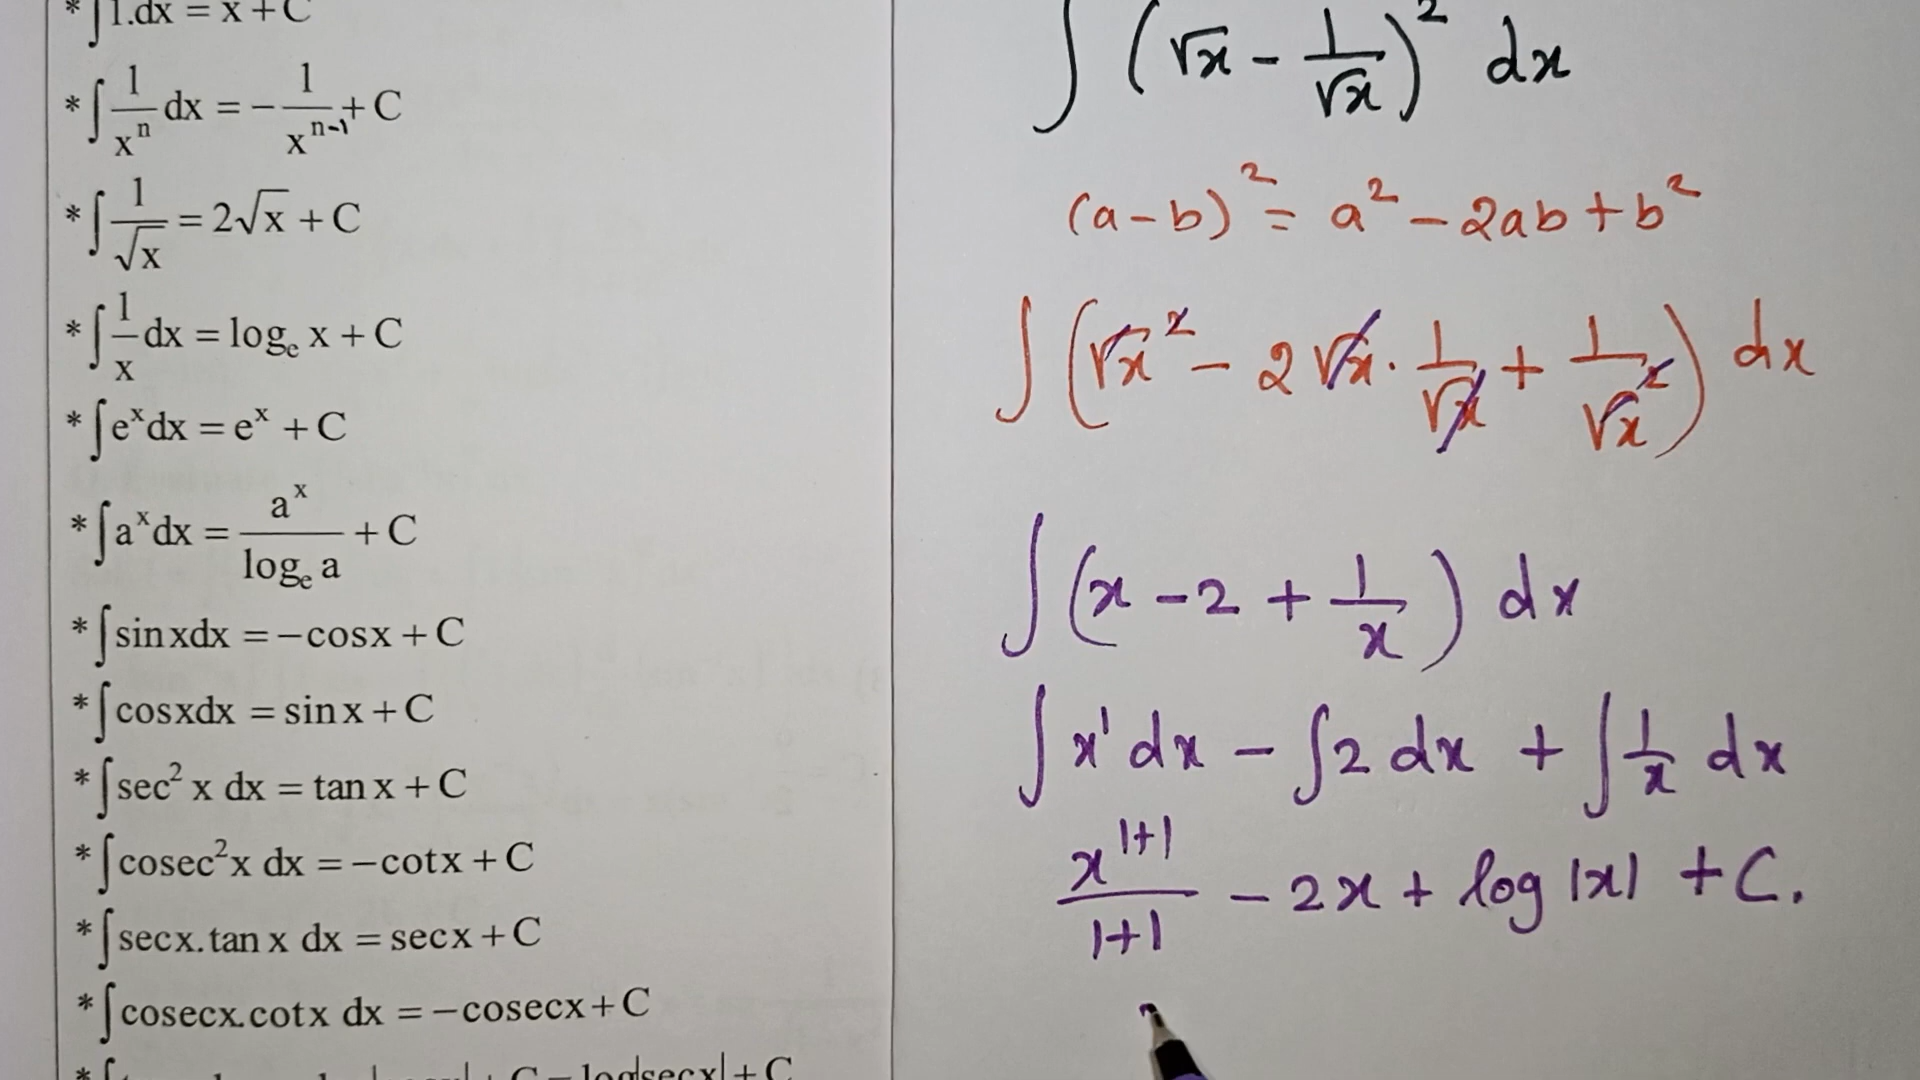 * ∫1.dx = x + C
* ∫ 1/xⁿ dx = − 1/xⁿ⁻¹ + C
* ∫ 1/√x = 2√x + C
* ∫ 1/x dx = logₑ x + C
* ∫eˣdx = eˣ + C
* ∫aˣdx = aˣ/logₑ a + C
* ∫sinxdx = −cosx + C
* ∫cosxdx = sinx + C
* ∫sec² x dx = tan x + C
* ∫cosec²x dx = −cotx + C
* ∫secx.tan x dx = secx + C
* ∫cosecx.cotx dx = −cosecx + C
∫ (√x − 1/√x)² dx
(a−b)² = a² − 2ab + b²
∫ (√x² − 2√x · 1/√x + 1/√x²) dx
∫ (x − 2 + 1/x) dx
∫ x¹ dx − ∫2 dx + ∫ 1/x dx
x¹⁺¹/1+1 − 2x + log |x| + C.